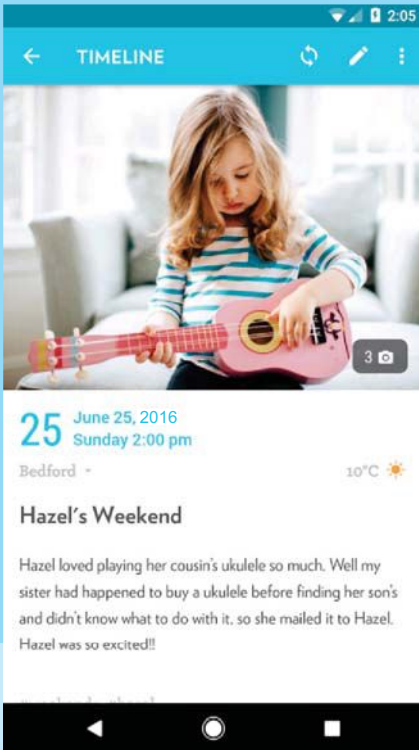 2:05
TIMELINE
3
25
June 25, 2016
Sunday 2:00 pm
Bedford
10°C
Hazel's Weekend
Hazel loved playing her cousin's ukulele so much. Well my
sister had happened to buy a ukulele before finding her son's
and didn't know what to do with it, so she mailed it to Hazel.
Hazel was so excited!!